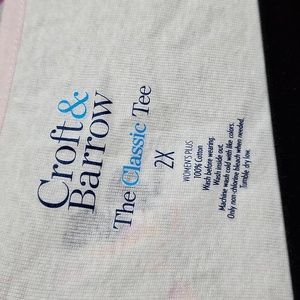 Croft&
Barrow
The Classic Tee
2X
WOMEN'S PLUS
100% Cotton
Wash before wearing.
Wash inside out.
Machine wash cold with like colors.
Only non-chlorine bleach when needed.
Tumble dry low.